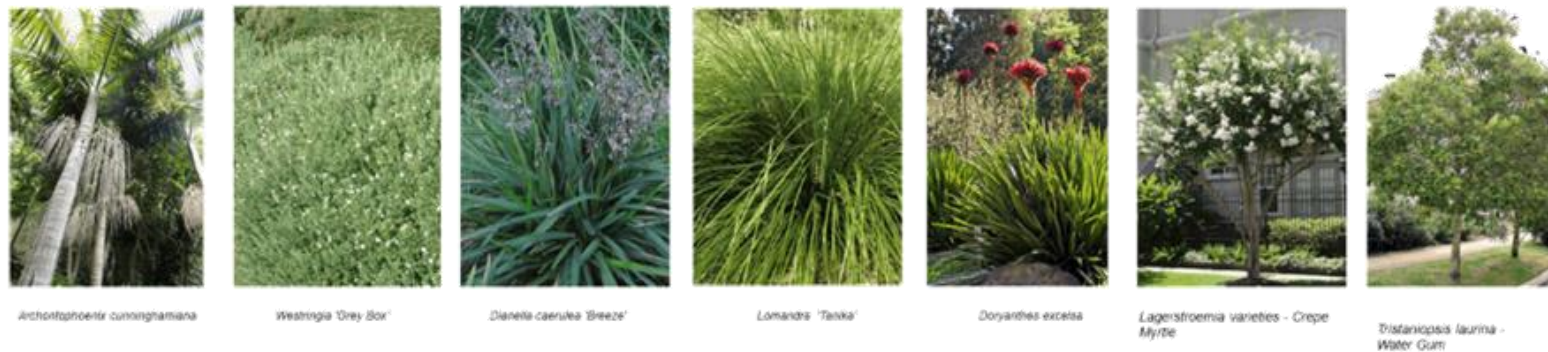 Archontophoenix cunninghamiana
Westringia 'Grey Box'
Dianella caerulea 'Breeze'
Lomandra 'Tanika'
Doryanthes excelsa
Lagerstroemia varieties - Crepe
Myrtle
Tristaniopsis laurina -
Water Gum